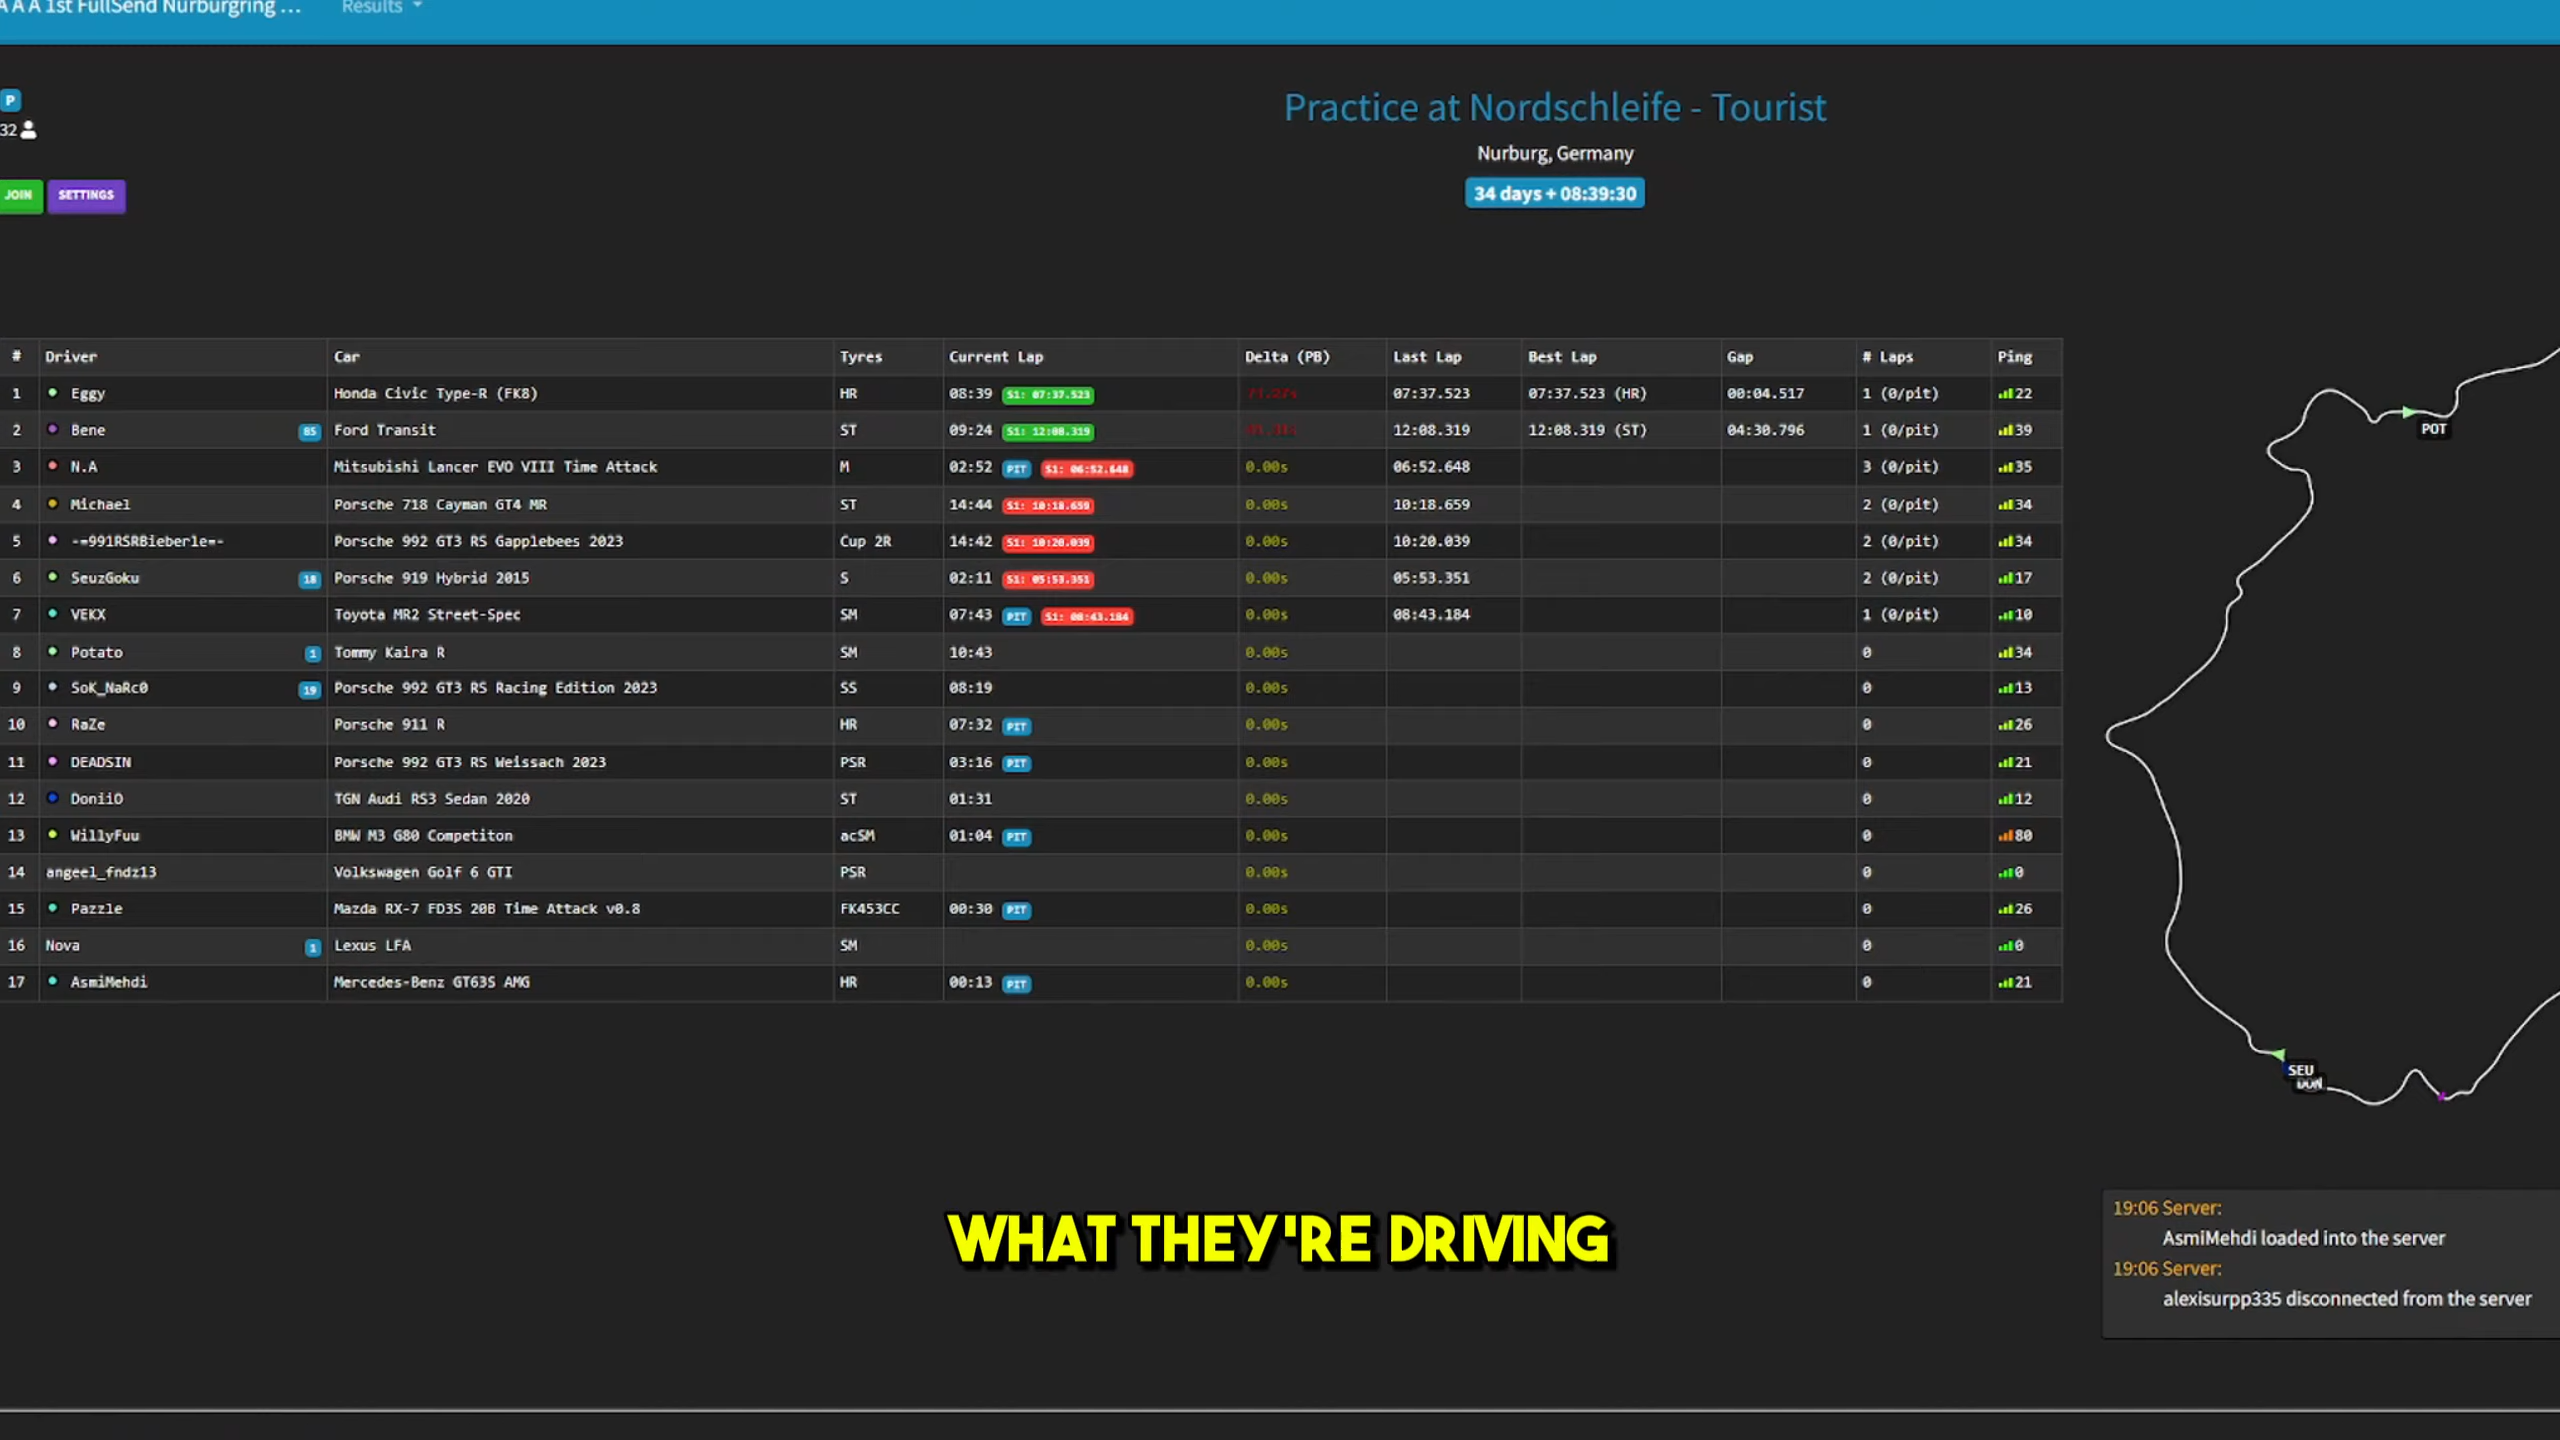 A A A 1st FullSend Nurburgring ... Results
P
32
JOIN SETTINGS
Practice at Nordschleife - Tourist
Nurburg, Germany
34 days + 08:39:30
# Driver Car Tyres Current Lap Delta (PB) Last Lap Best Lap Gap # Laps Ping
1 Eggy Honda Civic Type-R (FK8) HR 08:39 S1: 07:37.523 07:37.523 07:37.523 (HR) 00:04.517 1 (0/pit) 22
2 Bene 85 Ford Transit ST 09:24 S1: 12:08.319 12:08.319 12:08.319 (ST) 04:30.796 1 (0/pit) 39
3 N.A Mitsubishi Lancer EVO VIII Time Attack M 02:52 PIT S1: 06:52.648 0.00s 06:52.648 3 (0/pit) 35
4 Michael Porsche 718 Cayman GT4 MR ST 14:44 S1: 10:18.659 0.00s 10:18.659 2 (0/pit) 34
5 -=991RSRBieberle=- Porsche 992 GT3 RS Gapplebees 2023 Cup 2R 14:42 S1: 10:20.039 0.00s 10:20.039 2 (0/pit) 34
6 SeuzGoku 18 Porsche 919 Hybrid 2015 S 02:11 S1: 05:53.351 0.00s 05:53.351 2 (0/pit) 17
7 VEKX Toyota MR2 Street-Spec SM 07:43 PIT S1: 08:43.184 0.00s 08:43.184 1 (0/pit) 10
8 Potato 1 Tommy Kaira R SM 10:43 0.00s 0 34
9 SoK_NaRc0 19 Porsche 992 GT3 RS Racing Edition 2023 SS 08:19 0.00s 0 13
10 RaZe Porsche 911 R HR 07:32 PIT 0.00s 0 26
11 DEADSIN Porsche 992 GT3 RS Weissach 2023 PSR 03:16 PIT 0.00s 0 21
12 DoniiO TGN Audi RS3 Sedan 2020 ST 01:31 0.00s 0 12
13 WillyFuu BMW M3 G80 Competiton acSM 01:04 PIT 0.00s 0 80
14 angeel_fndz13 Volkswagen Golf 6 GTI PSR 0.00s 0 0
15 Pazzle Mazda RX-7 FD3S 20B Time Attack v0.8 FK453CC 00:30 PIT 0.00s 0 26
16 Nova 1 Lexus LFA SM 0.00s 0 0
17 AsmiMehdi Mercedes-Benz GT63S AMG HR 00:13 PIT 0.00s 0 21
POT
SEU
DON
WHAT THEY'RE DRIVING
19:06 Server:
AsmiMehdi loaded into the server
19:06 Server:
alexisurpp335 disconnected from the server